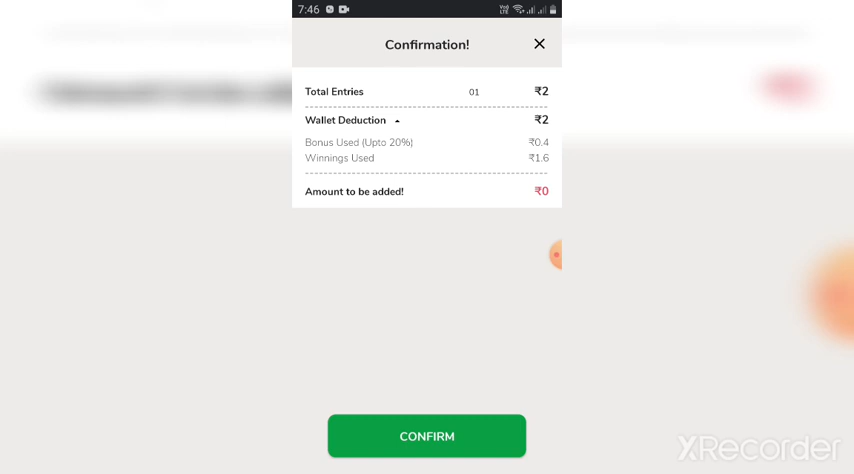 7:46
Confirmation!
Total Entries 01 ₹2
Wallet Deduction ₹2
Bonus Used (Upto 20%) ₹0.4
Winnings Used ₹1.6
Amount to be added! ₹0
CONFIRM
XRecorder